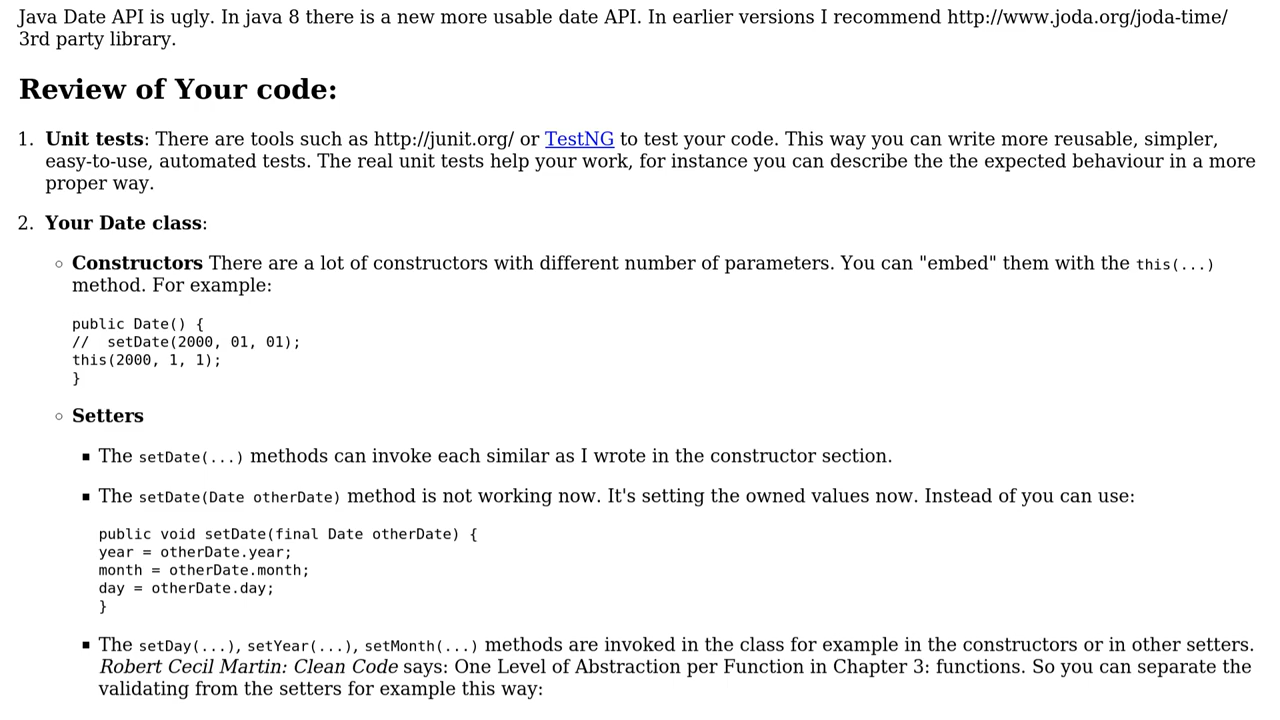 Java Date API is ugly. In java 8 there is a new more usable date API. In earlier versions I recommend http://www.joda.org/joda-time/
3rd party library.
Review of Your code:
1. Unit tests: There are tools such as http://junit.org/ or TestNG to test your code. This way you can write more reusable, simpler,
easy-to-use, automated tests. The real unit tests help your work, for instance you can describe the the expected behaviour in a more
proper way.
2. Your Date class:
◦ Constructors There are a lot of constructors with different number of parameters. You can "embed" them with the this(...)
method. For example:
public Date() {
//  setDate(2000, 01, 01);
this(2000, 1, 1);
}
◦ Setters
▪ The setDate(...) methods can invoke each similar as I wrote in the constructor section.
▪ The setDate(Date otherDate) method is not working now. It's setting the owned values now. Instead of you can use:
public void setDate(final Date otherDate) {
year = otherDate.year;
month = otherDate.month;
day = otherDate.day;
}
▪ The setDay(...), setYear(...), setMonth(...) methods are invoked in the class for example in the constructors or in other setters.
Robert Cecil Martin: Clean Code says: One Level of Abstraction per Function in Chapter 3: functions. So you can separate the
validating from the setters for example this way: